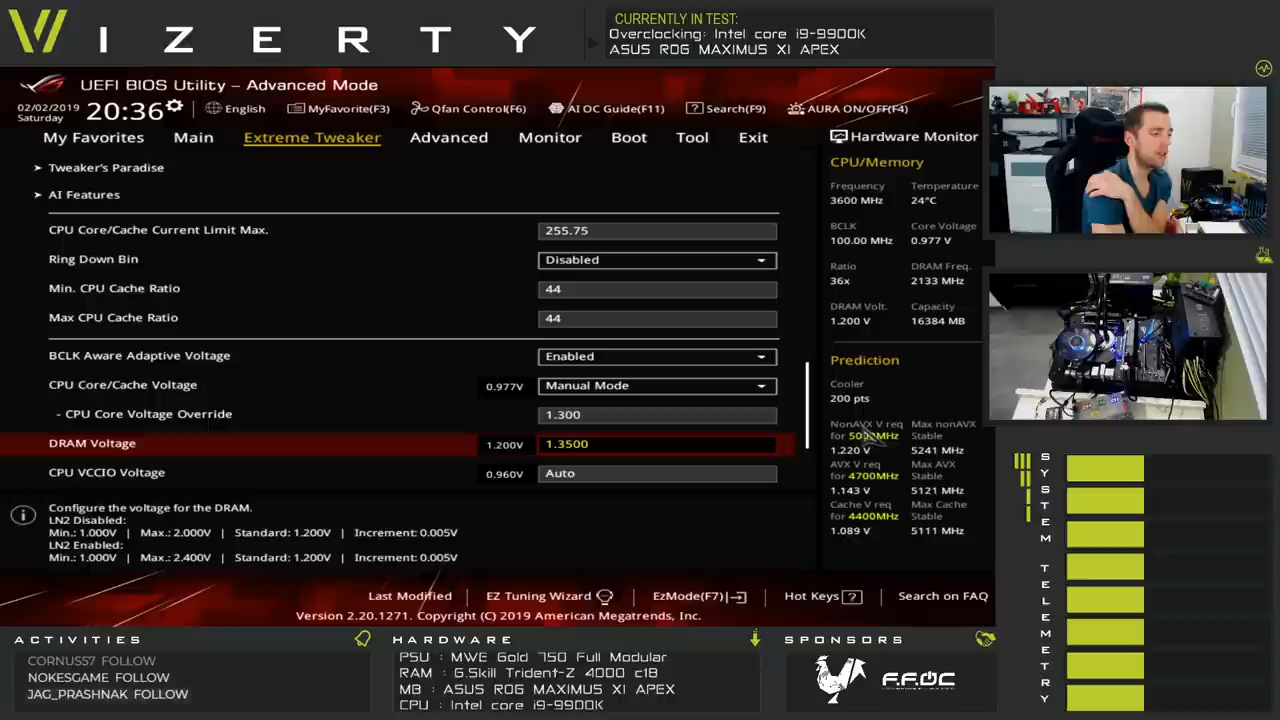 WIZERTY
CURRENTLY IN TEST:
Overclocking: Intel core i9-9900K
ASUS ROG MAXIMUS XI APEX
UEFI BIOS Utility – Advanced Mode
02/02/2019
Saturday
20:36
English
MyFavorite(F3)
Qfan Control(F6)
AI OC Guide(F11)
Search(F9)
AURA ON/OFF(F4)
My Favorites
Main
Extreme Tweaker
Advanced
Monitor
Boot
Tool
Exit
Tweaker's Paradise
AI Features
CPU Core/Cache Current Limit Max. 255.75
Ring Down Bin Disabled
Min. CPU Cache Ratio 44
Max CPU Cache Ratio 44
BCLK Aware Adaptive Voltage Enabled
CPU Core/Cache Voltage 0.977V Manual Mode
- CPU Core Voltage Override 1.300
DRAM Voltage 1.200V 1.3500
CPU VCCIO Voltage 0.960V Auto
Configure the voltage for the DRAM.
LN2 Disabled:
Min.: 1.000V | Max.: 2.000V | Standard: 1.200V | Increment: 0.005V
LN2 Enabled:
Min.: 1.000V | Max.: 2.400V | Standard: 1.200V | Increment: 0.005V
Hardware Monitor
CPU/Memory
Frequency Temperature
3600 MHz 24°C
BCLK Core Voltage
100.00 MHz 0.977 V
Ratio DRAM Freq.
36x 2133 MHz
DRAM Volt. Capacity
1.200 V 16384 MB
Prediction
Cooler
200 pts
NonAVX V req Max nonAVX
for Stable
1.220 V 5241 MHz
AVX V req Max AVX
for 4700MHz Stable
1.143 V 5121 MHz
Cache V req Max Cache
for 4400MHz Stable
1.089 V 5111 MHz
Last Modified
EZ Tuning Wizard
EzMode(F7)
Hot Keys ?
Search on FAQ
Version 2.20.1271. Copyright (C) 2019 American Megatrends, Inc.
ACTIVITIES
CORNUS57 FOLLOW
NOKESGAME FOLLOW
JAG_PRASHNAK FOLLOW
HARDWARE
PSU : MWE Gold 750 Full Modular
RAM : G.Skill Trident-Z 4000 c18
MB : ASUS ROG MAXIMUS XI APEX
CPU : Intel core i9-9900K
SPONSORS
F.F.OC
SYSTEM TELEMETRY